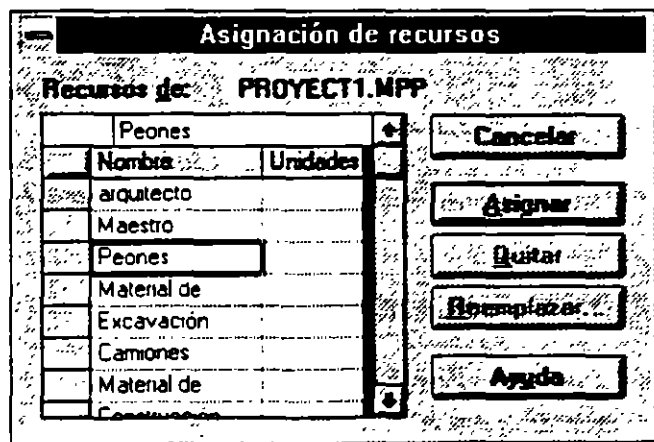 Asignación de recursos
Recursos de: PROYECT1.MPP
Peones
Cancelar
Nombre Unidades
arquitecto
Asignar
Maestro
Peones
Quitar
Material de
Reemplazar...
Excavación
Camiones
Ayuda
Material de
Construcción